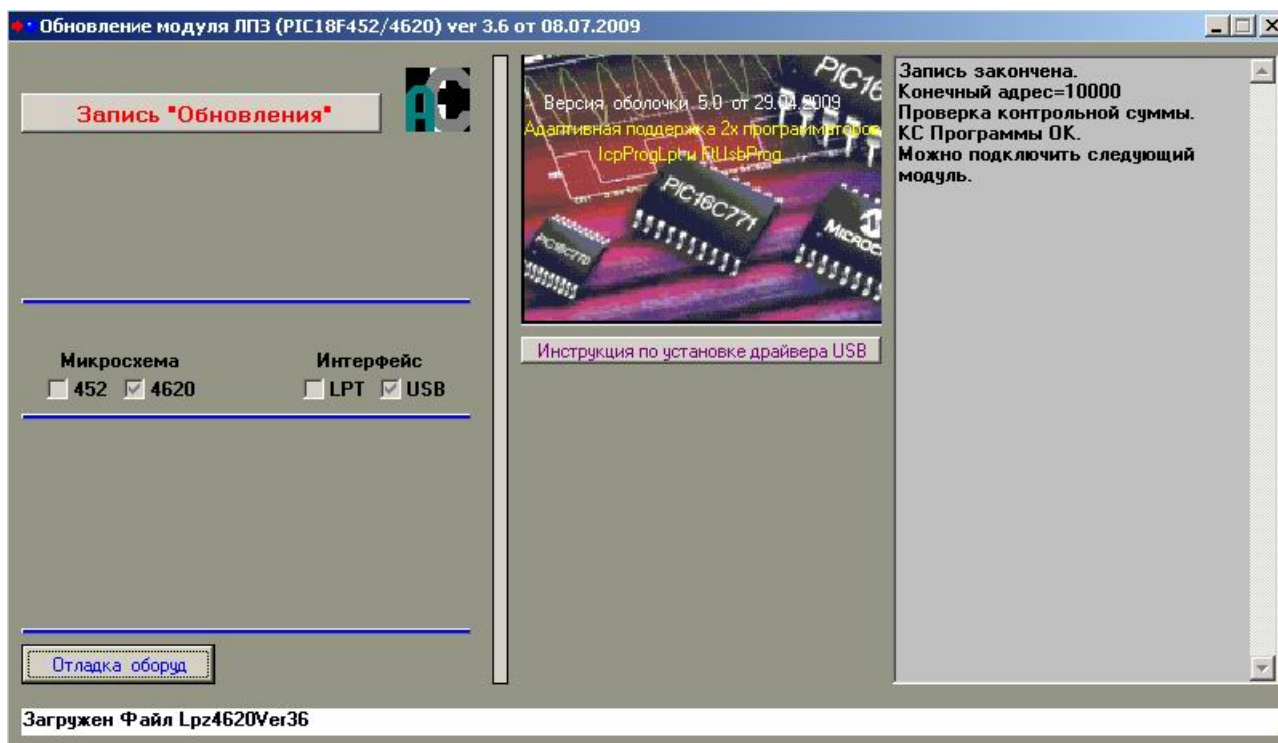 Обновление модуля ЛПЗ (PIC18F452/4620) ver 3.6 от 08.07.2009
Запись "Обновления"
Микросхема
Интерфейс
452 4620
LPT USB
Отладка оборуд
Версия оболочки 5.0 от 29.04.2009
Адаптивная поддержка 2х программаторов
IcpProgLpt и FtUsbProg
PIC16
PIC16C771
PIC16C770
MICROC
Инструкция по установке драйвера USB
Запись закончена.
Конечный адрес=10000
Проверка контрольной суммы.
КС Программы ОК.
Можно подключить следующий
модуль.
Загружен Файл Lpz4620Ver36